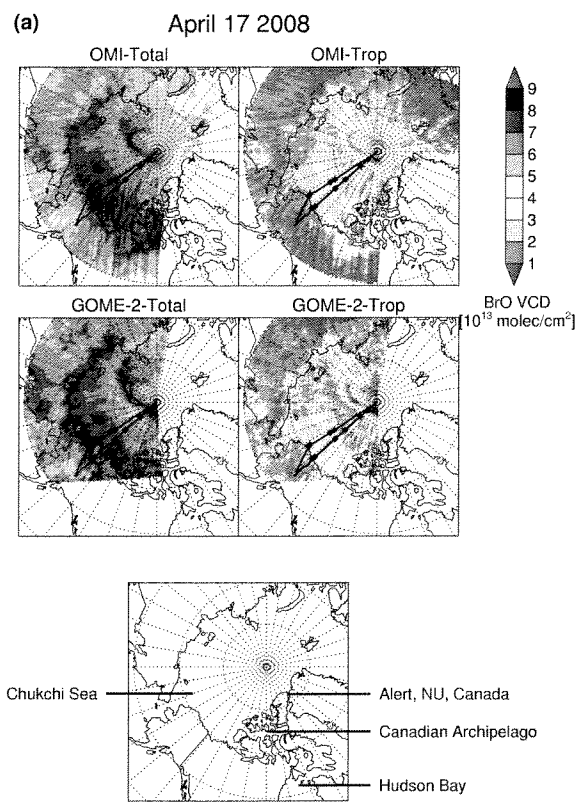 (a)
April 17 2008
OMI-Total
OMI-Trop
9
8
7
6
5
4
3
2
1
BrO VCD
[10^13 molec/cm^2]
GOME-2-Total
GOME-2-Trop
Chukchi Sea
Alert, NU, Canada
Canadian Archipelago
Hudson Bay